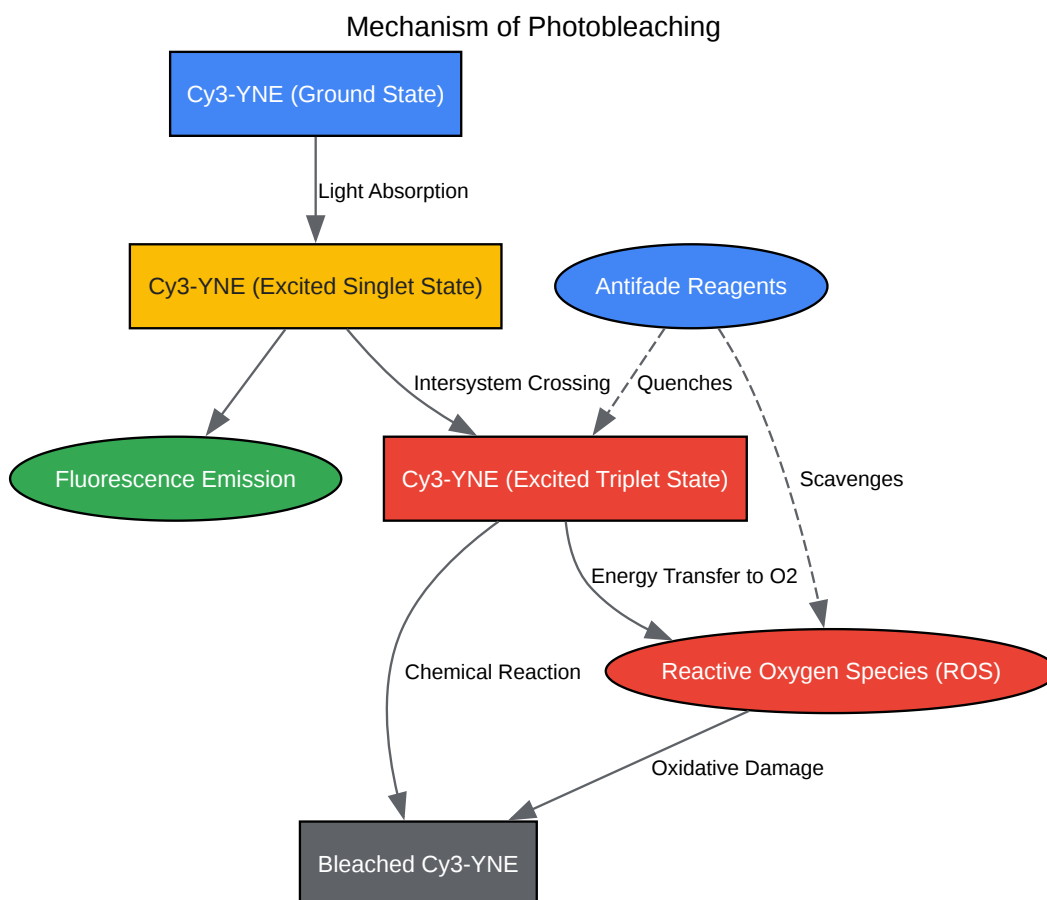 Mechanism of Photobleaching
Cy3-YNE (Ground State)
Light Absorption
Cy3-YNE (Excited Singlet State)
Antifade Reagents
Intersystem Crossing
Quenches
Fluorescence Emission
Cy3-YNE (Excited Triplet State)
Scavenges
Energy Transfer to O2
Chemical Reaction
Reactive Oxygen Species (ROS)
Oxidative Damage
Bleached Cy3-YNE